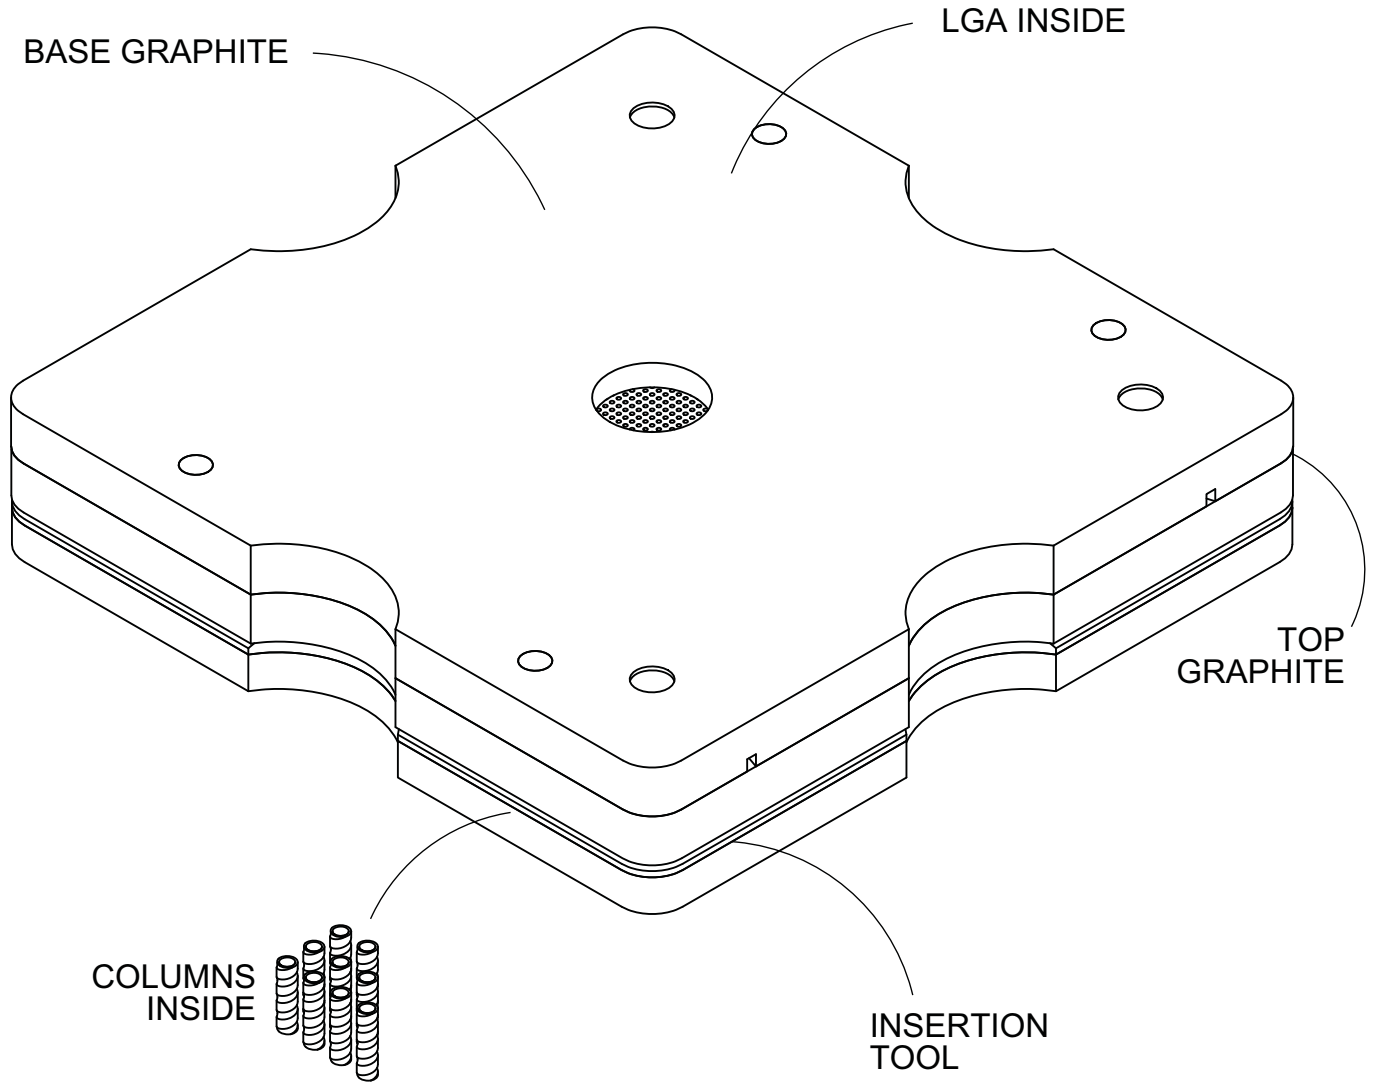 LGA INSIDE
BASE GRAPHITE
TOP
GRAPHITE
COLUMNS
INSIDE
INSERTION
TOOL